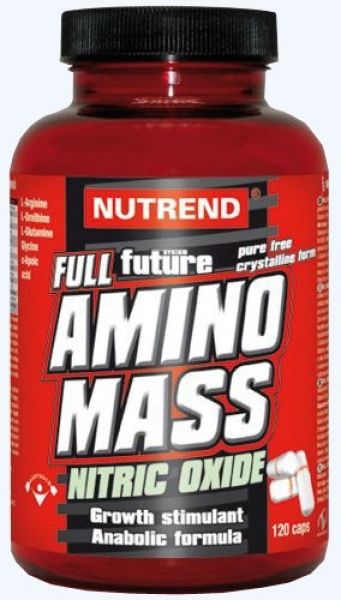 NUTREND®
L-Arginine
L-Ornithine
L-Glutamine
Glycine
α-lipoic
acid
FULL future
SYSTEM
pure free
crystalline form
AMINO
MASS
NITRIC OXIDE
Growth stimulant
Anabolic formula
120 caps